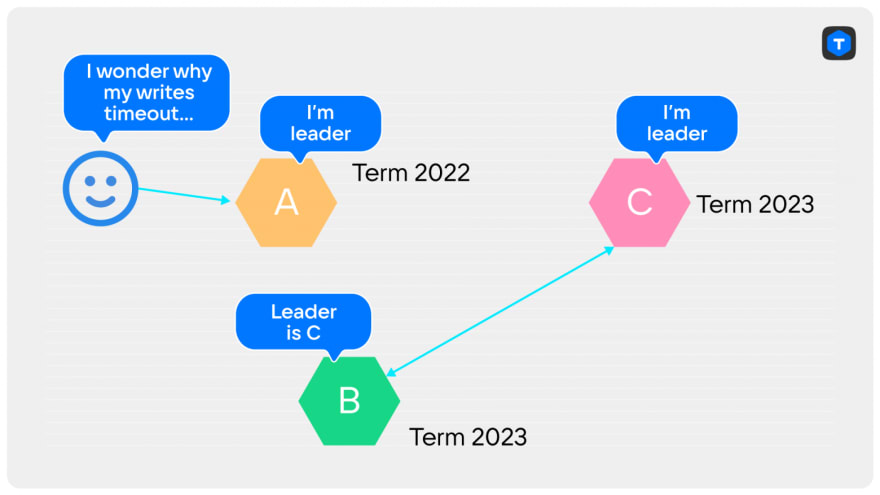 I wonder why
my writes
timeout...
I'm
leader
A
Term 2022
I'm
leader
C
Term 2023
Leader
is C
B
Term 2023
T